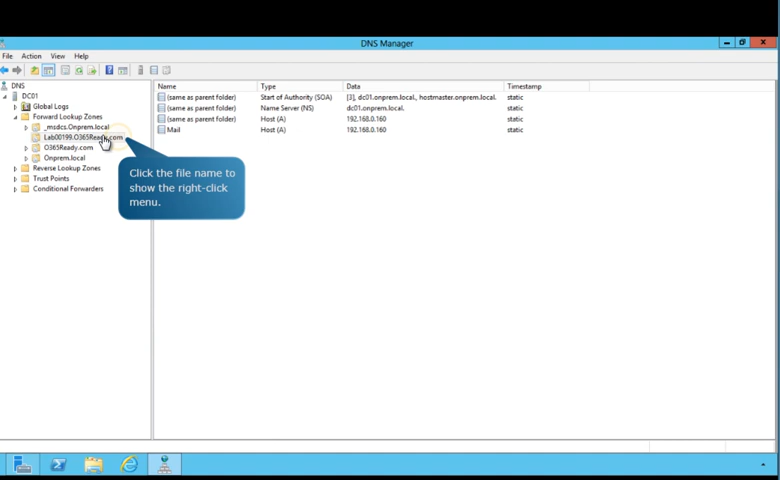 DNS Manager
File Action View Help
DNS
DC01
Global Logs
Forward Lookup Zones
_msdcs.Onprem.local
Lab00199.O365Ready.com
O365Ready.com
Onprem.local
Reverse Lookup Zones
Trust Points
Conditional Forwarders
Name Type Data Timestamp
(same as parent folder) Start of Authority (SOA) [3], dc01.onprem.local., hostmaster.onprem.local. static
(same as parent folder) Name Server (NS) dc01.onprem.local. static
(same as parent folder) Host (A) 192.168.0.160 static
Mail Host (A) 192.168.0.160 static
Click the file name to
show the right-click
menu.